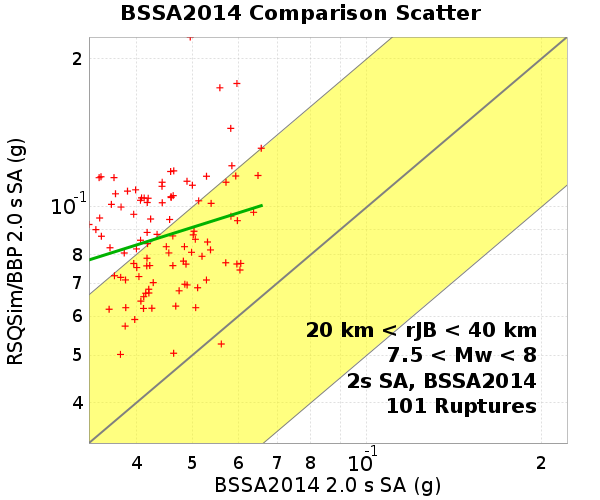 BSSA2014 Comparison Scatter
RSQSim/BBP 2.0 s SA (g)
2
10-1
8
7
6
5
4
20 km < rJB < 40 km
7.5 < Mw < 8
2s SA, BSSA2014
101 Ruptures
4 5 6 7 8 10-1 2
BSSA2014 2.0 s SA (g)